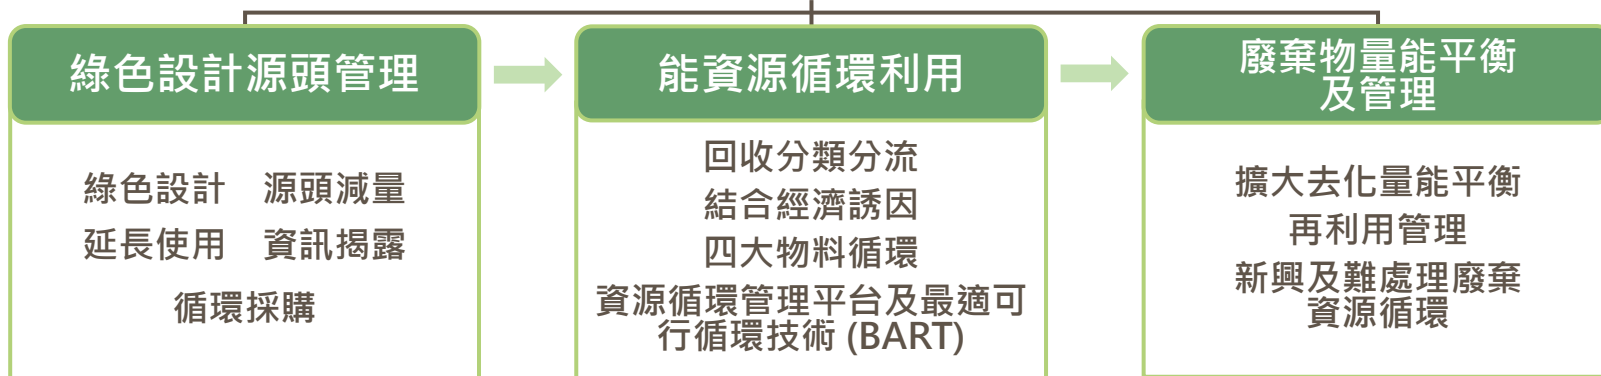 綠色設計源頭管理
綠色設計 源頭減量
延長使用 資訊揭露
循環採購
能資源循環利用
回收分類分流
結合經濟誘因
四大物料循環
資源循環管理平台及最適可
行循環技術 (BART)
廢棄物量能平衡
及管理
擴大去化量能平衡
再利用管理
新興及難處理廢棄
資源循環